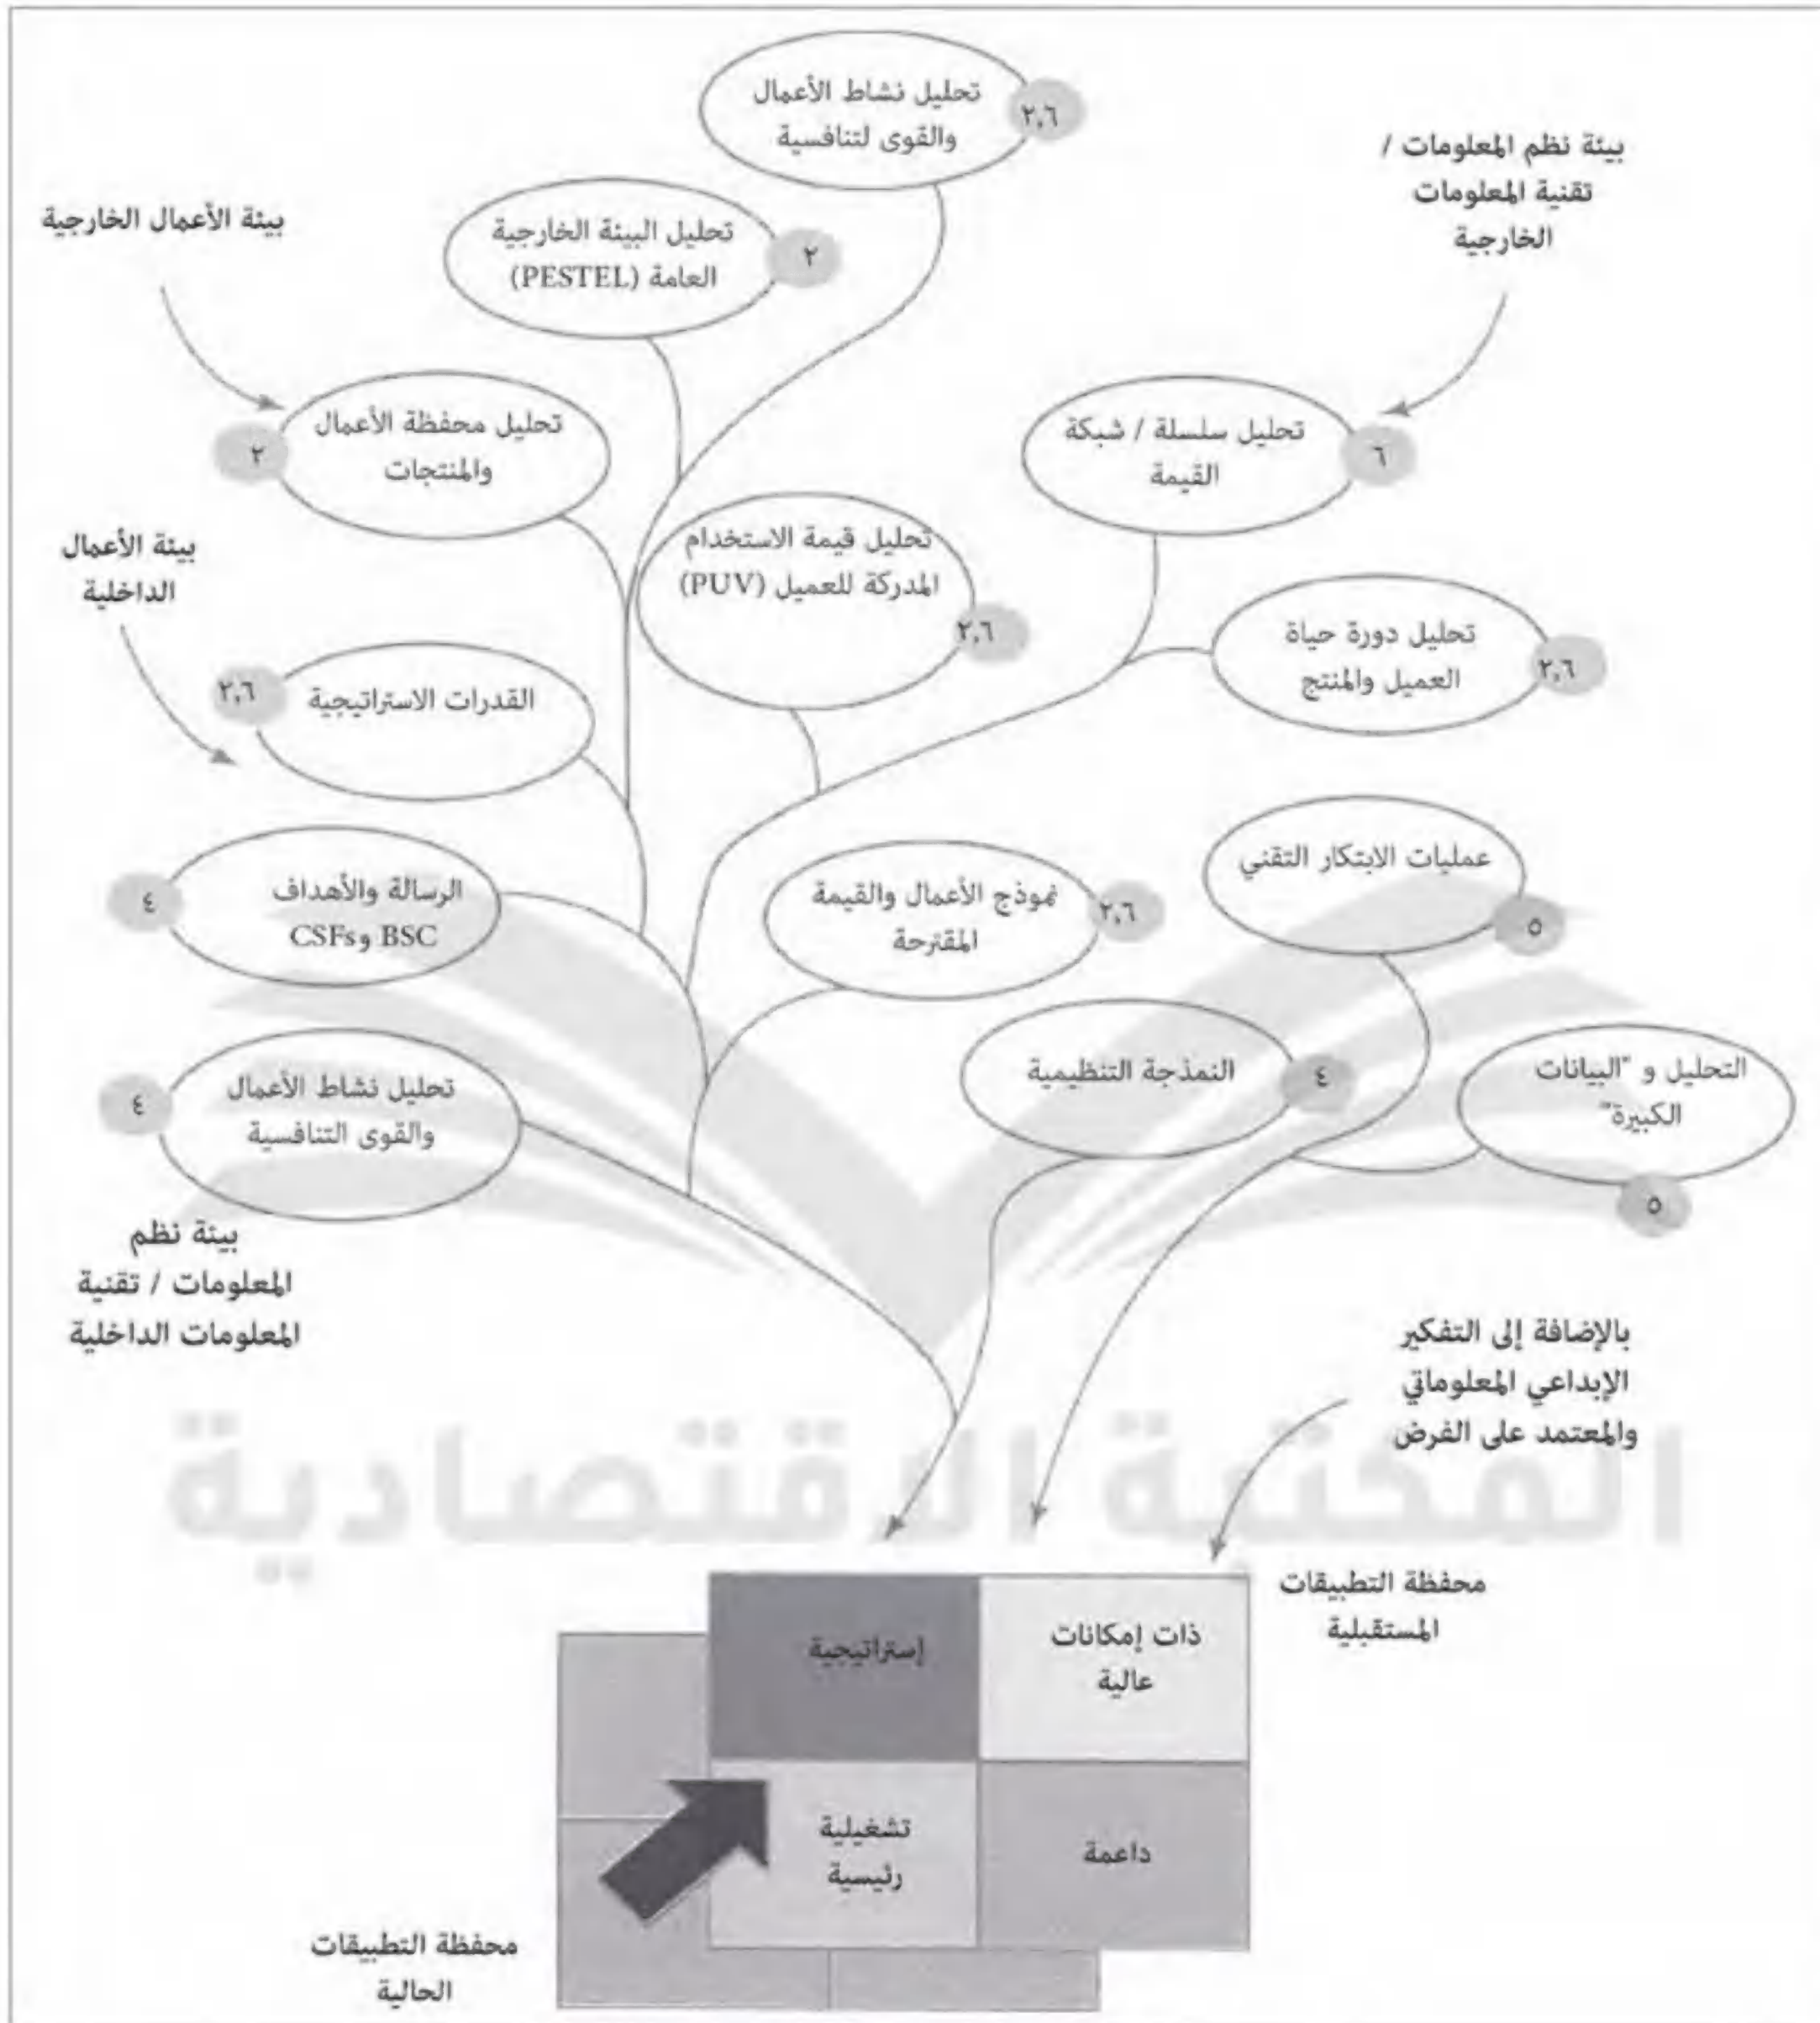 تحليل نشاط الأعمال
والقوى لتنافسية
٢,٦
بيئة نظم المعلومات /
تقنية المعلومات
الخارجية
بيئة الأعمال الخارجية
تحليل البيئة الخارجية
العامة (PESTEL)
٢
تحليل محفظة الأعمال
والمنتجات
٢
تحليل سلسلة / شبكة
القيمة
٦
بيئة الأعمال
الداخلية
تحليل قيمة الاستخدام
المدركة للعميل (PUV)
٢,٦
تحليل دورة حياة
العميل والمنتج
٢,٦
القدرات الاستراتيجية
٢,٦
الرسالة والأهداف
BSC وCSFs
٤
نموذج الأعمال والقيمة
المقترحة
٢,٦
عمليات الابتكار التقني
٥
تحليل نشاط الأعمال
والقوى التنافسية
٤
النمذجة التنظيمية
٤
التحليل و "البيانات
الكبيرة"
٥
بيئة نظم
المعلومات / تقنية
المعلومات الداخلية
بالإضافة إلى التفكير
الإبداعي المعلوماتي
والمعتمد على الفرض
المكتبة الاقتصادية
محفظة التطبيقات
المستقبلية
إستراتيجية
ذات إمكانات
عالية
تشغيلية
رئيسية
داعمة
محفظة التطبيقات
الحالية